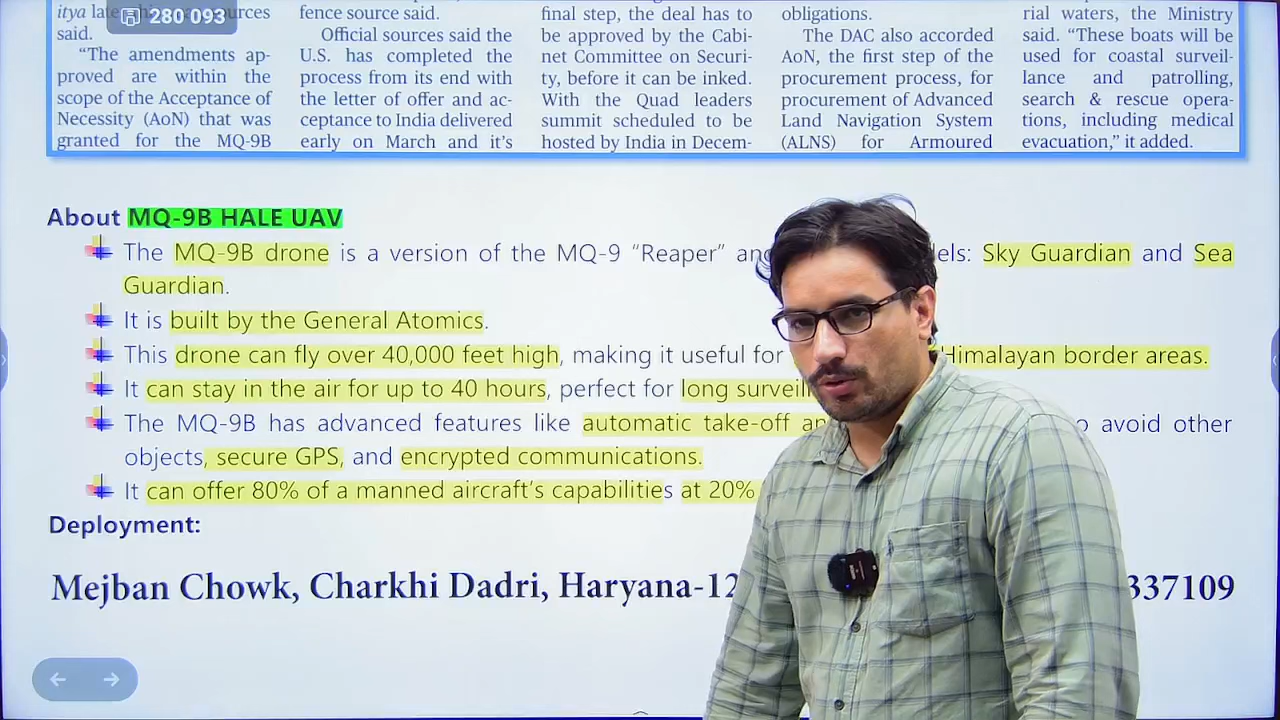 280 093
itya
sources
said.
“The amendments ap-
proved are within the
scope of the Acceptance of
Necessity (AoN) that was
granted for the MQ-9B
fence source said.
Official sources said the
U.S. has completed the
process from its end with
the letter of offer and ac-
ceptance to India delivered
early on March and it’s
final step, the deal has to
be approved by the Cabi-
net Committee on Securi-
ty, before it can be inked.
With the Quad leaders
summit scheduled to be
hosted by India in Decem-
obligations.
The DAC also accorded
AoN, the first step of the
procurement process, for
procurement of Advanced
Land Navigation System
(ALNS) for Armoured
rial waters, the Ministry
said. “These boats will be
used for coastal surveil-
lance and patrolling,
search & rescue opera-
tions, including medical
evacuation,” it added.
About MQ-9B HALE UAV
The MQ-9B drone is a version of the MQ-9 “Reaper” and Sky Guardian and Sea
Guardian.
It is built by the General Atomics.
This drone can fly over 40,000 feet high, making it useful for Himalayan border areas.
It can stay in the air for up to 40 hours, perfect for long
The MQ-9B has advanced features like automatic take-off avoid other
objects, secure GPS, and encrypted communications.
It can offer 80% of a manned aircraft’s capabilities at 20%
Deployment:
Mejban Chowk, Charkhi Dadri, Haryana-12 337109